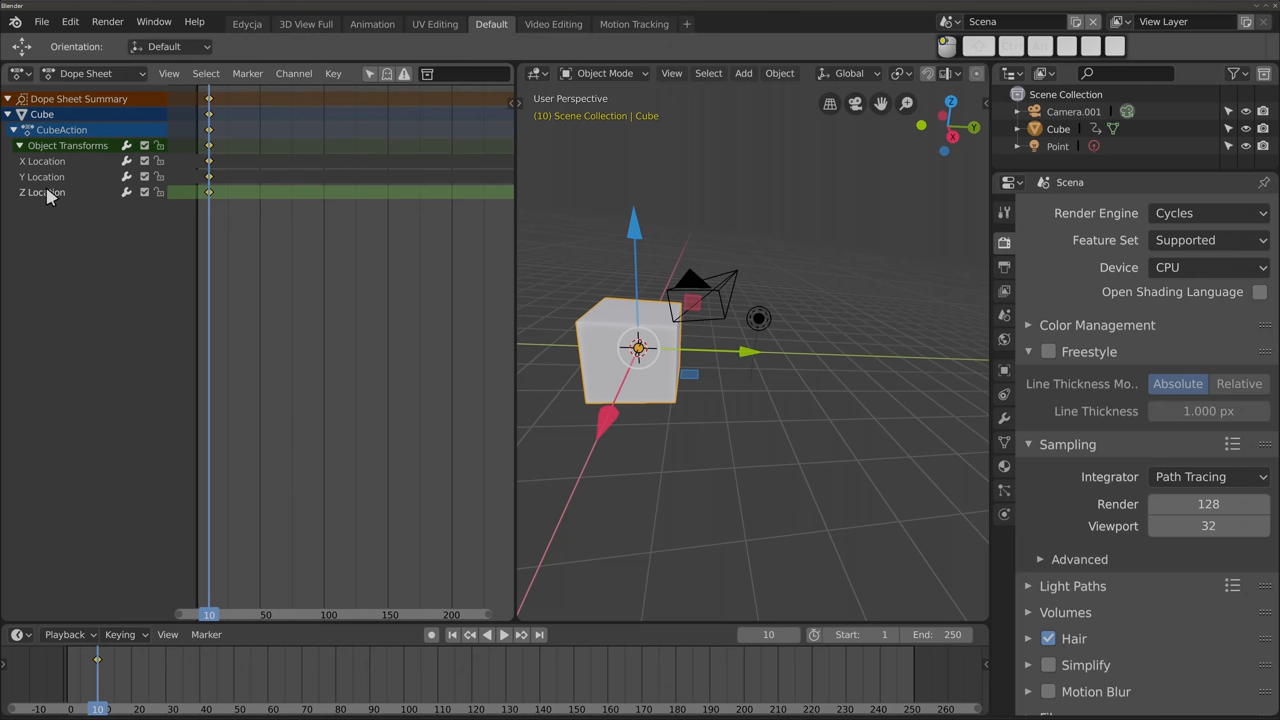 Blender
File Edit Render Window Help
Edycja 3D View Full Animation UV Editing Default Video Editing Motion Tracking +
Scena View Layer
Orientation: Default
Dope Sheet View Select Marker Channel Key
Object Mode View Select Add Object Global
Dope Sheet Summary
Cube
CubeAction
Object Transforms
X Location
Y Location
Z Location
10 50 100 150 200
User Perspective
(10) Scene Collection | Cube
Z
Y
X
Scene Collection
Camera.001
Cube
Point
Scena
Render Engine Cycles
Feature Set Supported
Device CPU
Open Shading Language
Color Management
Freestyle
Line Thickness Mo.. Absolute Relative
Line Thickness 1.000 px
Sampling
Integrator Path Tracing
Render 128
Viewport 32
Advanced
Light Paths
Volumes
Hair
Simplify
Motion Blur
Playback Keying View Marker
10 Start: 1 End: 250
-10 0 10 20 30 40 50 60 70 80 90 100 110 120 130 140 150 160 170 180 190 200 210 220 230 240 250 260